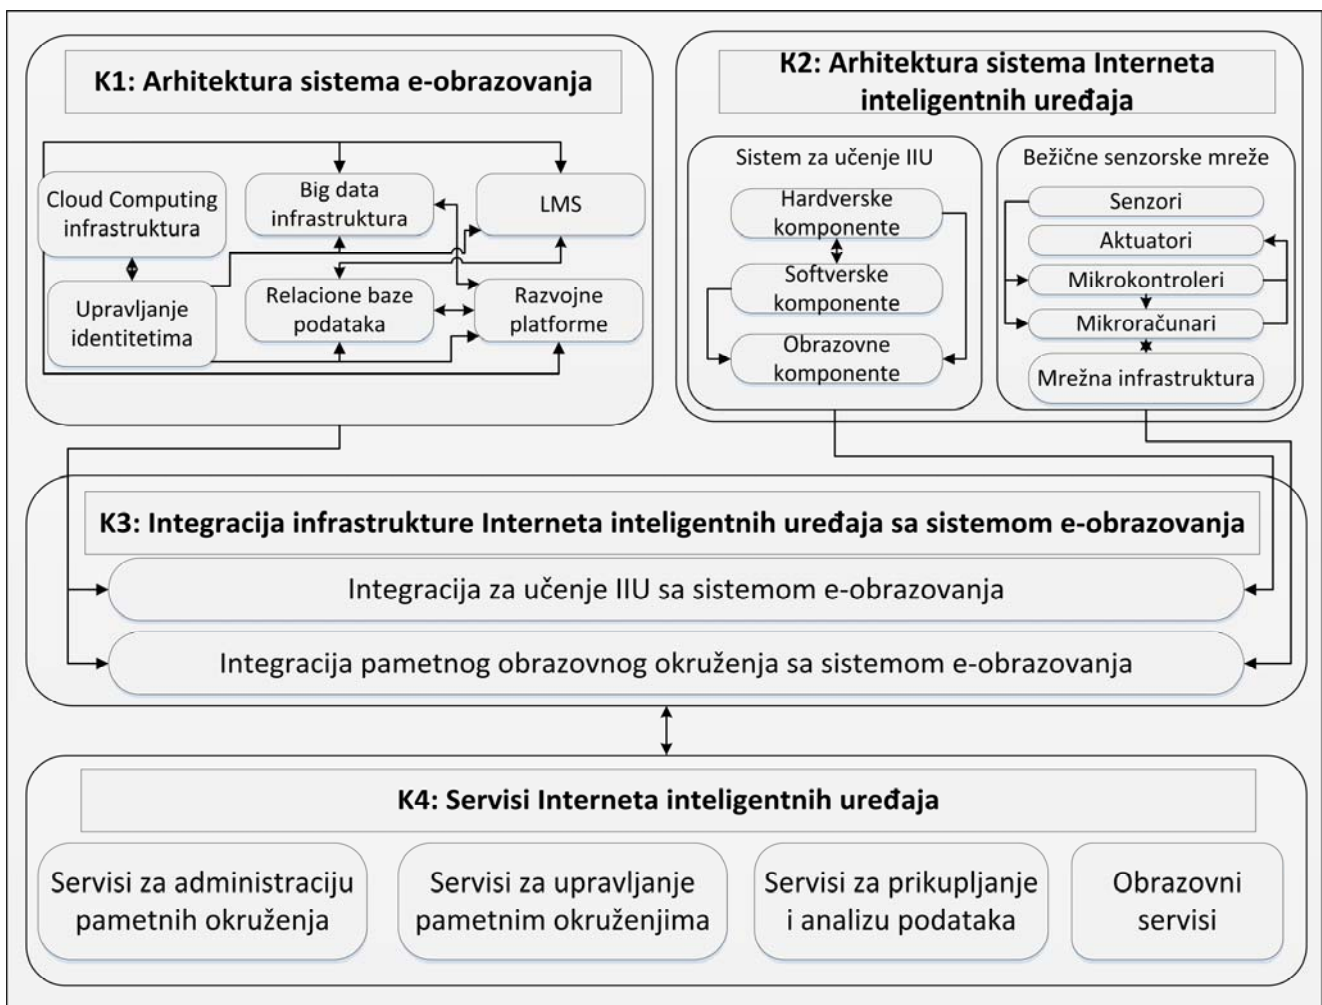 K1: Arhitektura sistema e-obrazovanja
Cloud Computing
infrastruktura
Big data
infrastruktura
LMS
Upravljanje
identitetima
Relacione baze
podataka
Razvojne
platforme
K2: Arhitektura sistema Interneta
inteligentnih uređaja
Sistem za učenje IIU
Hardverske
komponente
Softverske
komponente
Obrazovne
komponente
Bežične senzorske mreže
Senzori
Aktuatori
Mikrokontroleri
Mikroračunari
Mrežna infrastruktura
K3: Integracija infrastrukture Interneta inteligentnih uređaja sa sistemom e-obrazovanja
Integracija za učenje IIU sa sistemom e-obrazovanja
Integracija pametnog obrazovnog okruženja sa sistemom e-obrazovanja
K4: Servisi Interneta inteligentnih uređaja
Servisi za administraciju
pametnih okruženja
Servisi za upravljanje
pametnim okruženjima
Servisi za prikupljanje
i analizu podataka
Obrazovni
servisi